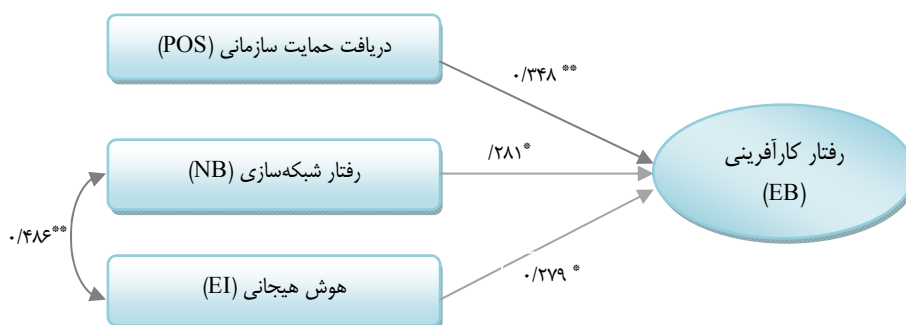 دریافت حمایت سازمانی (POS)
۰/۳۴۸ **
رفتار شبکه‌سازی (NB)
/۲۸۱*
رفتار کارآفرینی
(EB)
۰/۴۸۶**
هوش هیجانی (EI)
۰/۲۷۹ *